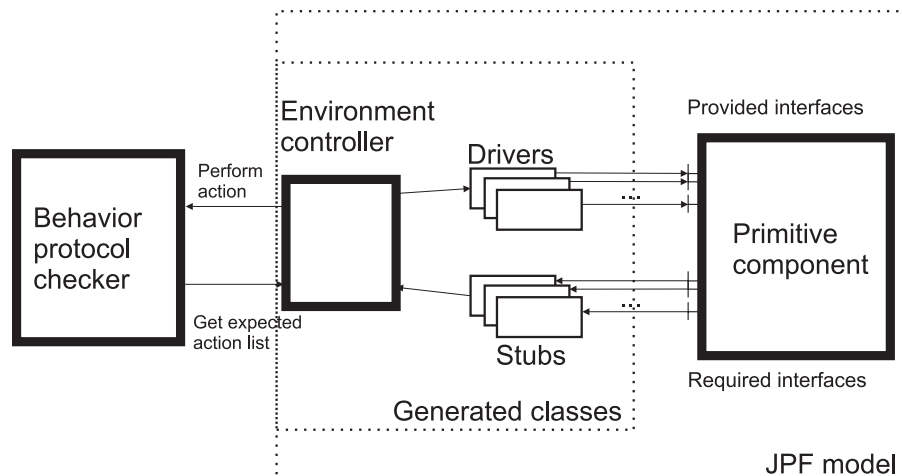 Provided interfaces
Environment
controller
Drivers
Perform
action
...
Behavior
protocol
checker
Primitive
component
...
Get expected
action list
Stubs
Required interfaces
Generated classes
JPF model